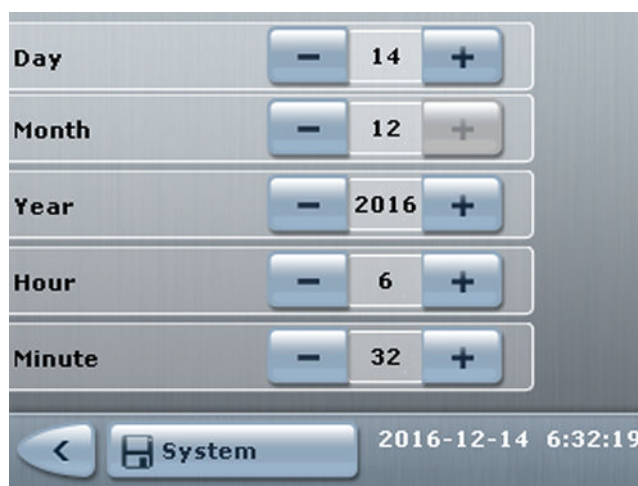 Day - 14 +
Month - 12 +
Year - 2016 +
Hour - 6 +
Minute - 32 +
< System 2016-12-14 6:32:19